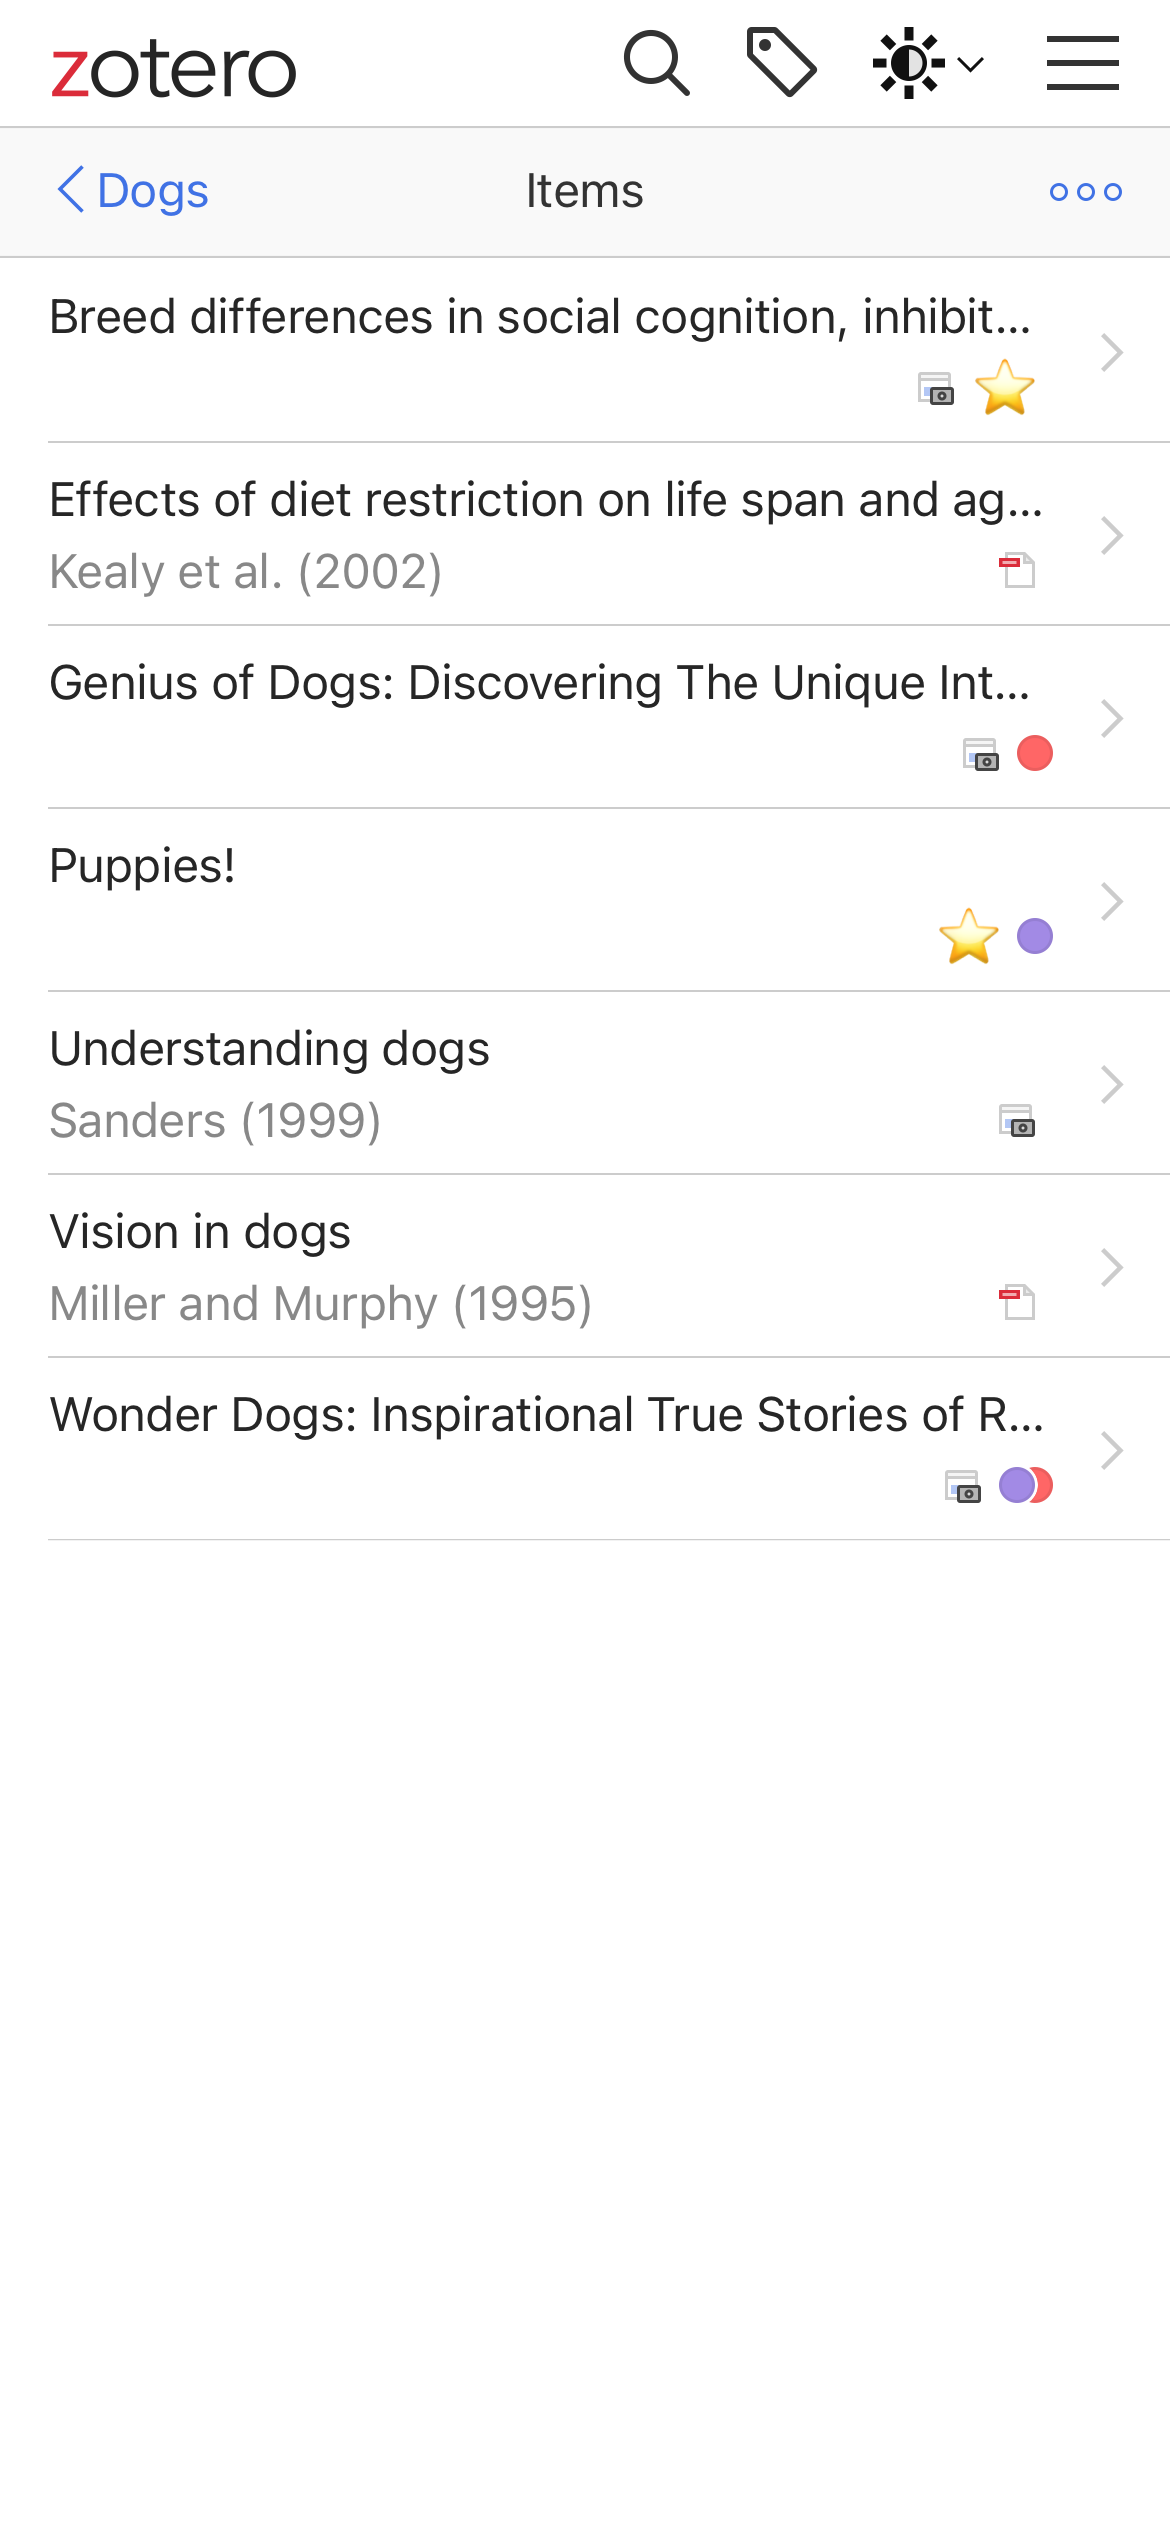 zotero
Dogs
Items
Breed differences in social cognition, inhibit...
Effects of diet restriction on life span and ag...
Kealy et al. (2002)
Genius of Dogs: Discovering The Unique Int...
Puppies!
Understanding dogs
Sanders (1999)
Vision in dogs
Miller and Murphy (1995)
Wonder Dogs: Inspirational True Stories of R...